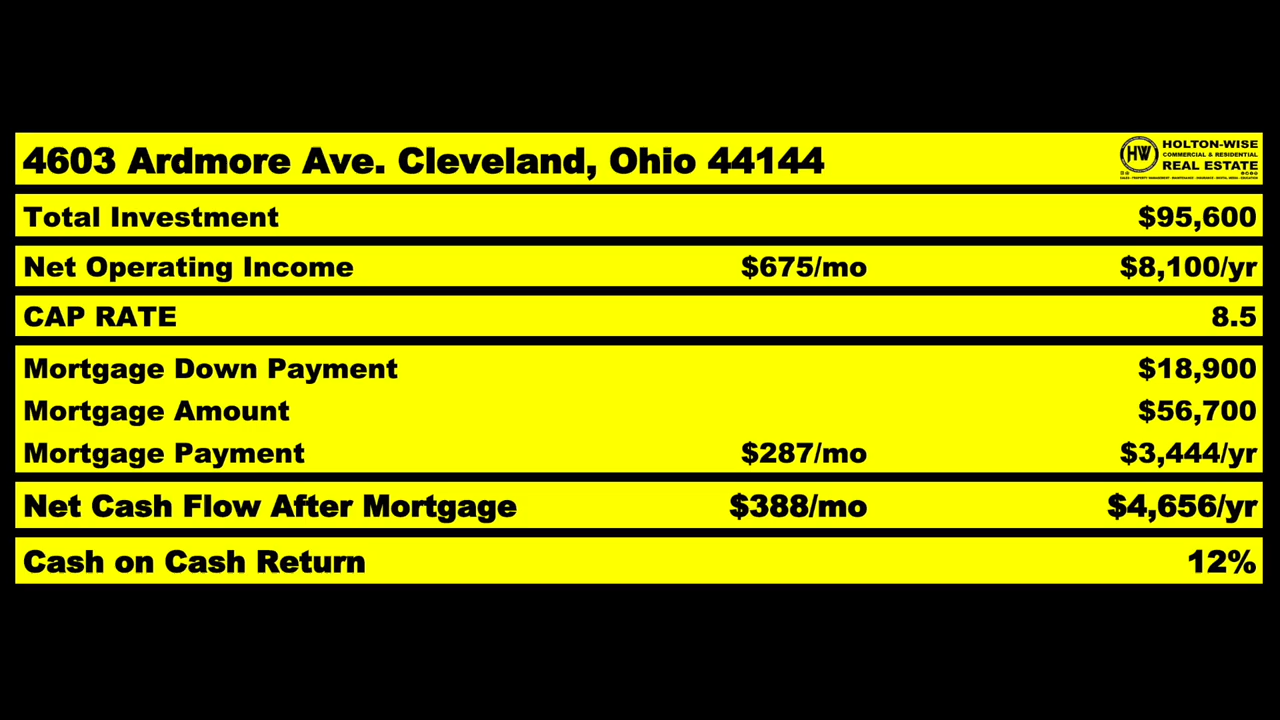 4603 Ardmore Ave. Cleveland, Ohio 44144
HW
HOLTON-WISE
COMMERCIAL & RESIDENTIAL
REAL ESTATE
Total Investment $95,600
Net Operating Income $675/mo $8,100/yr
CAP RATE 8.5
Mortgage Down Payment $18,900
Mortgage Amount $56,700
Mortgage Payment $287/mo $3,444/yr
Net Cash Flow After Mortgage $388/mo $4,656/yr
Cash on Cash Return 12%